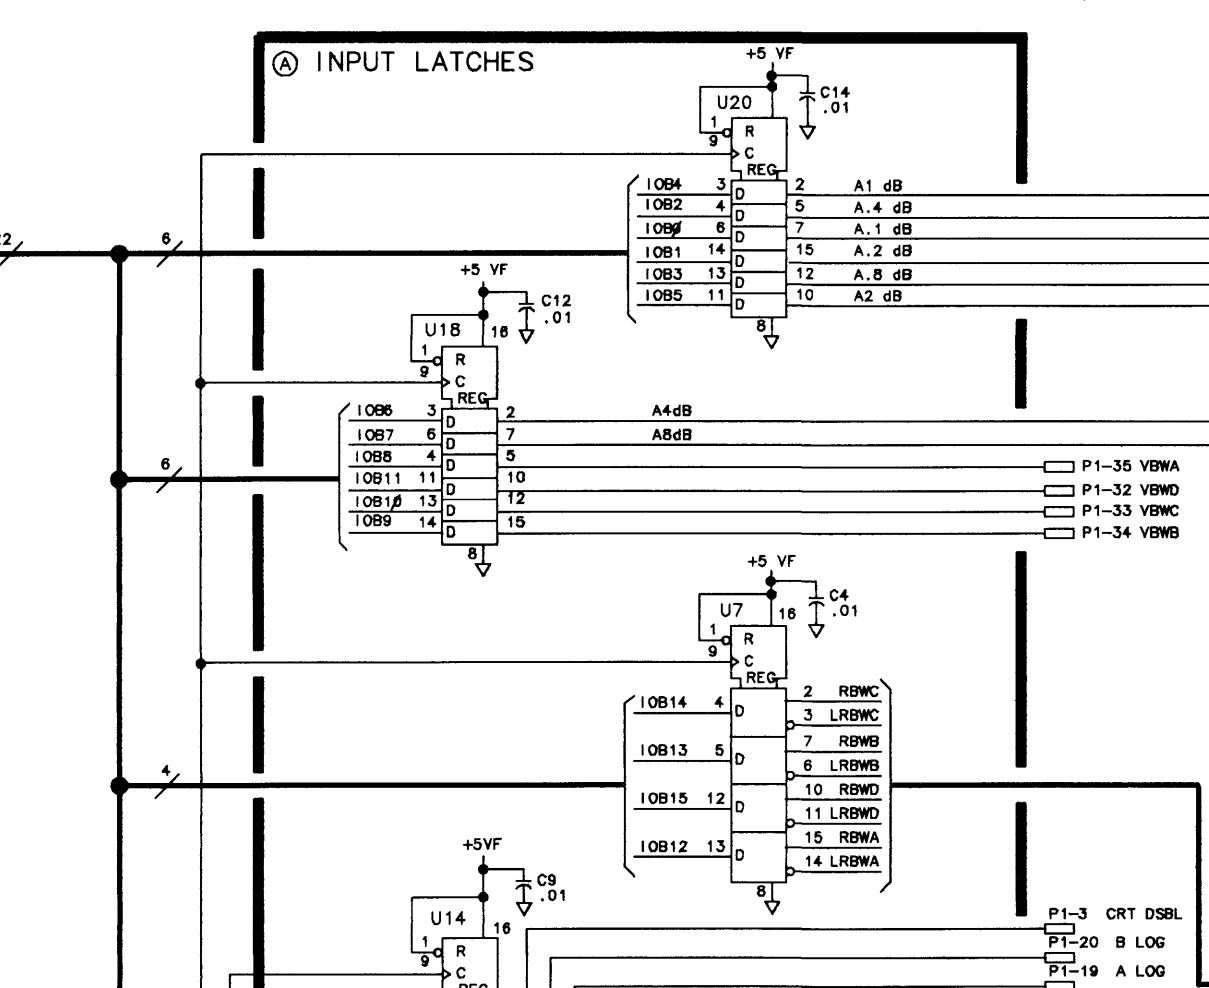 +5 VF
Ⓐ INPUT LATCHES
C14
.01
U20
1
R
9
C
REG
IOB4 3 D 2 A1 dB
IOB2 4 D 5 A.4 dB
IOB0 6 D 7 A.1 dB
IOB1 14 D 15 A.2 dB
IOB3 13 D 12 A.8 dB
IOB5 11 D 10 A2 dB
8
22
6
+5 VF
C12
.01
U18
16
1
R
9
C
REG
IOB6 3 D 2 A4dB
IOB7 6 D 7 A8dB
IOB8 4 D 5 P1-35 VBWA
IOB11 11 D 10 P1-32 VBWD
IOB10 13 D 12 P1-33 VBWC
IOB9 14 D 15 P1-34 VBWB
6
8
+5 VF
C4
.01
U7
16
1
R
9
C
REG
2 RBWC
IOB14 4 D
3 LRBWC
7 RBWB
IOB13 5 D
6 LRBWB
4
10 RBWD
IOB15 12 D
11 LRBWD
15 RBWA
IOB12 13 D
14 LRBWA
8
+5VF
C9
.01
U14
16
1
R
9
C
REG
P1-3 CRT DSBL
P1-20 B LOG
P1-19 A LOG